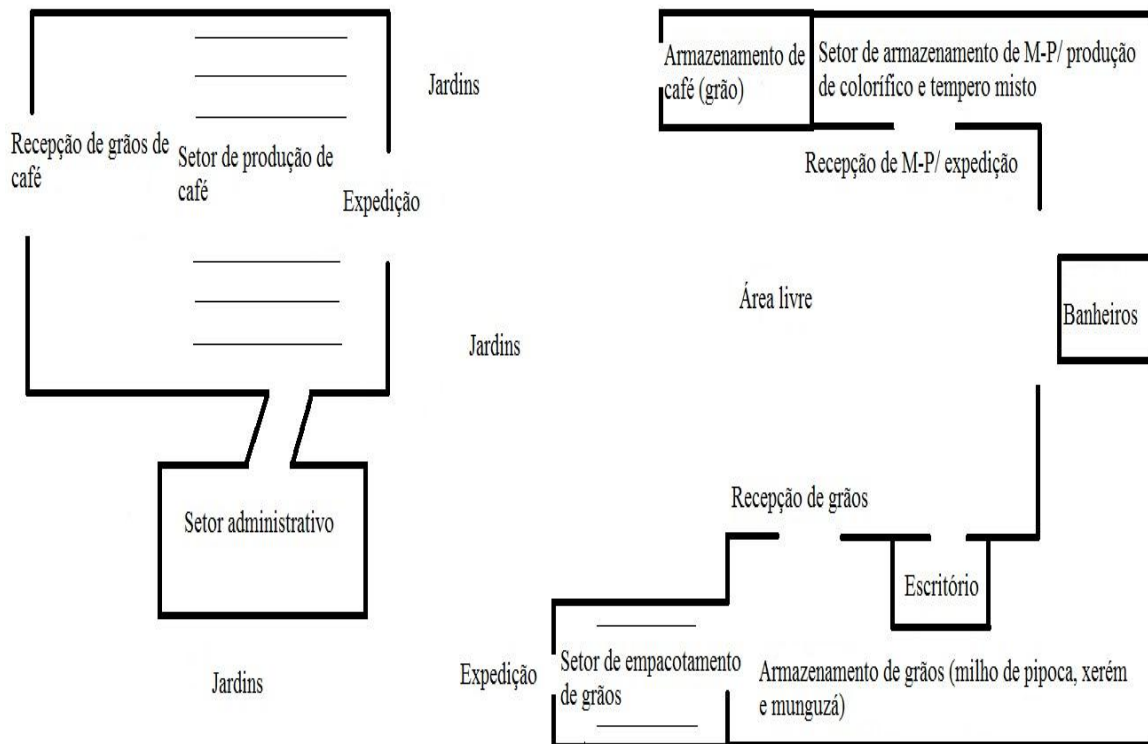 Jardins
Armazenamento de
café (grão)
Setor de armazenamento de M-P/ produção
de colorífico e tempero misto
Recepção de grãos de
café
Setor de produção de
café
Expedição
Recepção de M-P/ expedição
Área livre
Banheiros
Jardins
Recepção de grãos
Setor administrativo
Escritório
Jardins
Expedição
Setor de empacotamento
de grãos
Armazenamento de grãos (milho de pipoca, xerém
e munguzá)